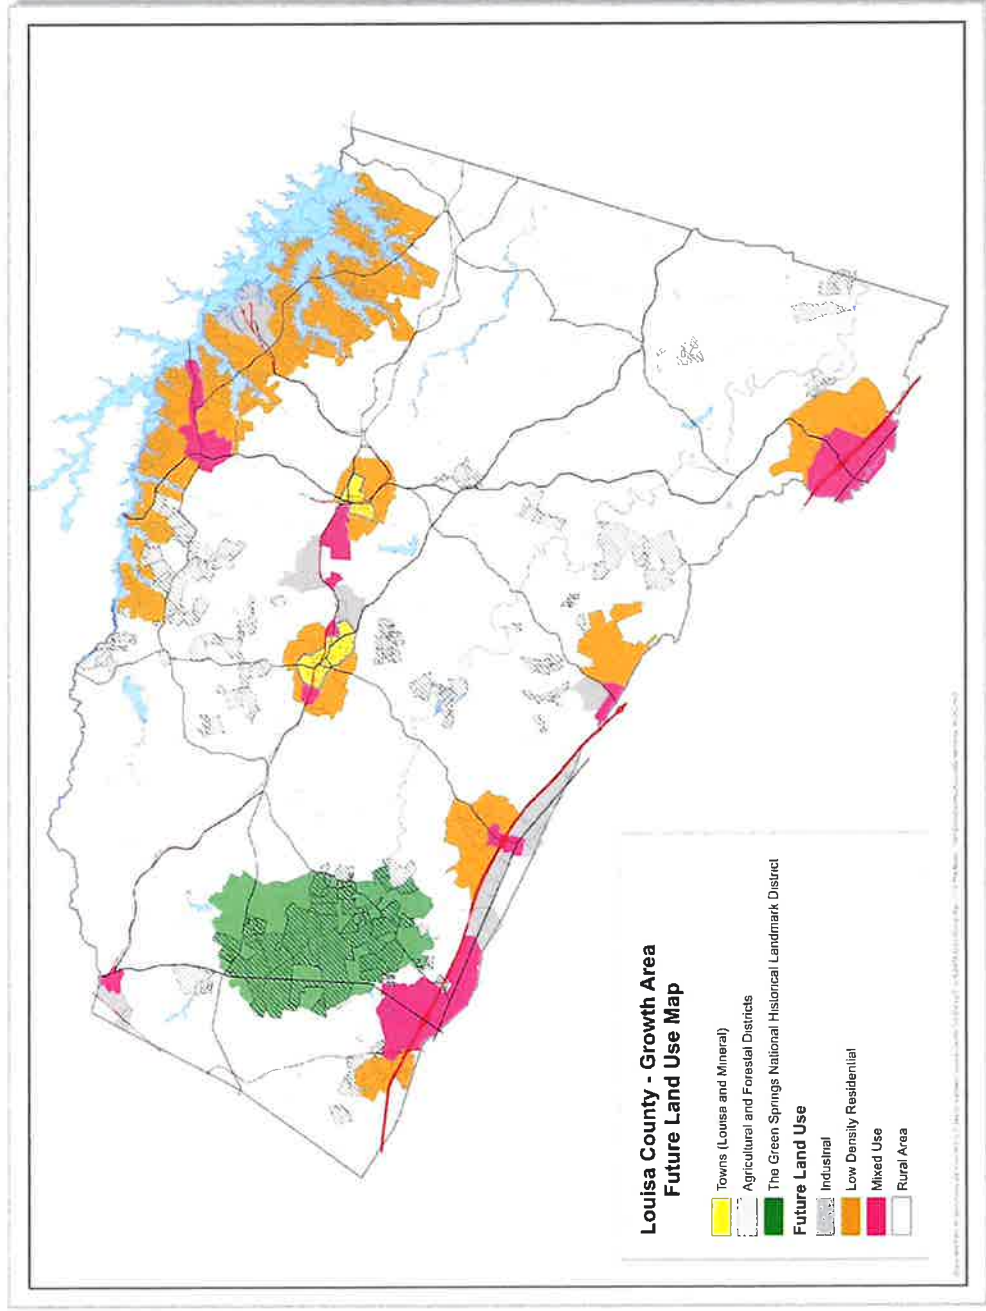 Louisa County - Growth Area
Future Land Use Map
Towns (Louisa and Mineral)
Agricultural and Forestal Districts
The Green Springs National Historical Landmark District
Future Land Use
Industrial
Low Density Residential
Mixed Use
Rural Area